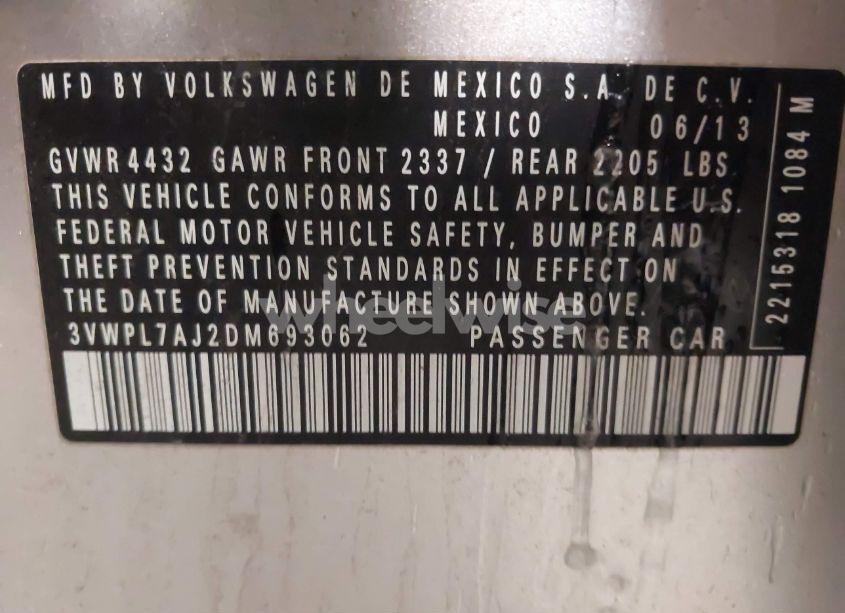 MFD BY VOLKSWAGEN DE MEXICO S.A. DE C.V.
MEXICO 06/13
GVWR 4432 GAWR FRONT 2337 / REAR 2205 LBS
THIS VEHICLE CONFORMS TO ALL APPLICABLE U.S.
FEDERAL MOTOR VEHICLE SAFETY, BUMPER AND
THEFT PREVENTION STANDARDS IN EFFECT ON
THE DATE OF MANUFACTURE SHOWN ABOVE.
3VWPL7AJ2DM693062 PASSENGER CAR
2215318 1084 M
wheelwise